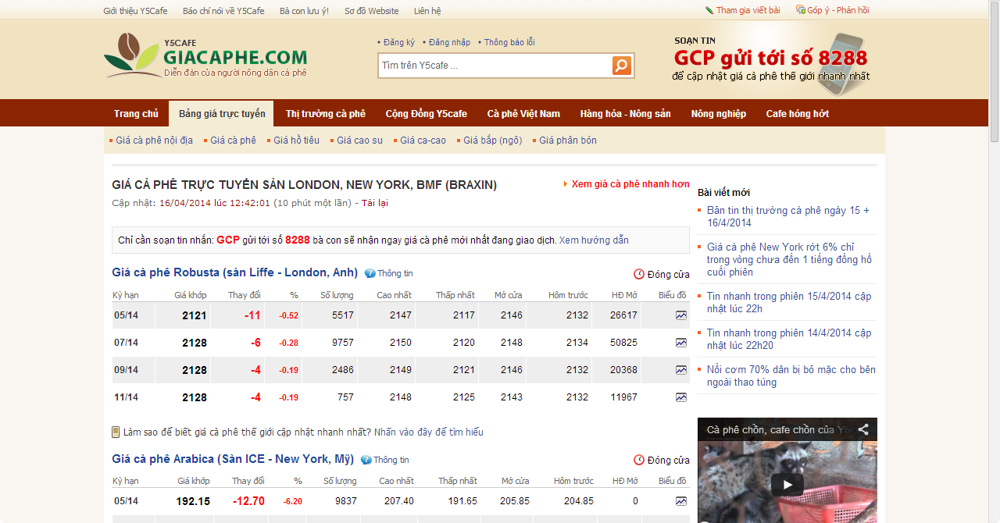 Giới thiệu Y5Cafe Báo chí nói về Y5Cafe Bà con lưu ý! Sơ đồ Website Liên hệ Tham gia viết bài Góp ý - Phản hồi
Y5CAFE
GIACAPHE.COM
Diễn đàn của người nông dân cà phê
• Đăng ký • Đăng nhập • Thông báo lỗi
Tìm trên Y5cafe ...
SOẠN TIN
GCP gửi tới số 8288
để cập nhật giá cà phê thế giới nhanh nhất
Trang chủ Bảng giá trực tuyến Thị trường cà phê Cộng Đồng Y5cafe Cà phê Việt Nam Hàng hóa - Nông sản Nông nghiệp Cafe hóng hớt
Giá cà phê nội địa Giá cà phê Giá hồ tiêu Giá cao su Giá ca-cao Giá bắp (ngô) Giá phân bón
GIÁ CÀ PHÊ TRỰC TUYẾN SÀN LONDON, NEW YORK, BMF (BRAXIN)
Xem giá cà phê nhanh hơn
Cập nhật: 16/04/2014 lúc 12:42:01 (10 phút một lần) - Tải lại
Chỉ cần soạn tin nhắn: GCP gửi tới số 8288 bà con sẽ nhận ngay giá cà phê mới nhất đang giao dịch. Xem hướng dẫn
Giá cà phê Robusta (sàn Liffe - London, Anh) Thông tin Đóng cửa
Kỳ hạn Giá khớp Thay đổi % Số lượng Cao nhất Thấp nhất Mở cửa Hôm trước HĐ Mở Biểu đồ
05/14 2121 -11 -0.52 5517 2147 2117 2146 2132 26617
07/14 2128 -6 -0.28 9757 2150 2120 2148 2134 50825
09/14 2128 -4 -0.19 2486 2149 2121 2146 2132 20368
11/14 2128 -4 -0.19 757 2148 2125 2143 2132 11967
Làm sao để biết giá cà phê thế giới cập nhật nhanh nhất? Nhấn vào đây để tìm hiểu
Giá cà phê Arabica (Sàn ICE - New York, Mỹ) Thông tin Đóng cửa
Kỳ hạn Giá khớp Thay đổi % Số lượng Cao nhất Thấp nhất Mở cửa Hôm trước HĐ Mở Biểu đồ
05/14 192.15 -12.70 -6.20 9837 207.40 191.65 205.85 204.85 0
Bài viết mới
Bản tin thị trường cà phê ngày 15 +
16/4/2014
Giá cà phê New York rớt 6% chỉ
trong vòng chưa đến 1 tiếng đồng hồ
cuối phiên
Tin nhanh trong phiên 15/4/2014 cập
nhật lúc 22h
Tin nhanh trong phiên 14/4/2014 cập
nhật lúc 22h20
Nồi cơm 70% dân bị bỏ mặc cho bên
ngoài thao túng
Cà phê chồn, cafe chồn của